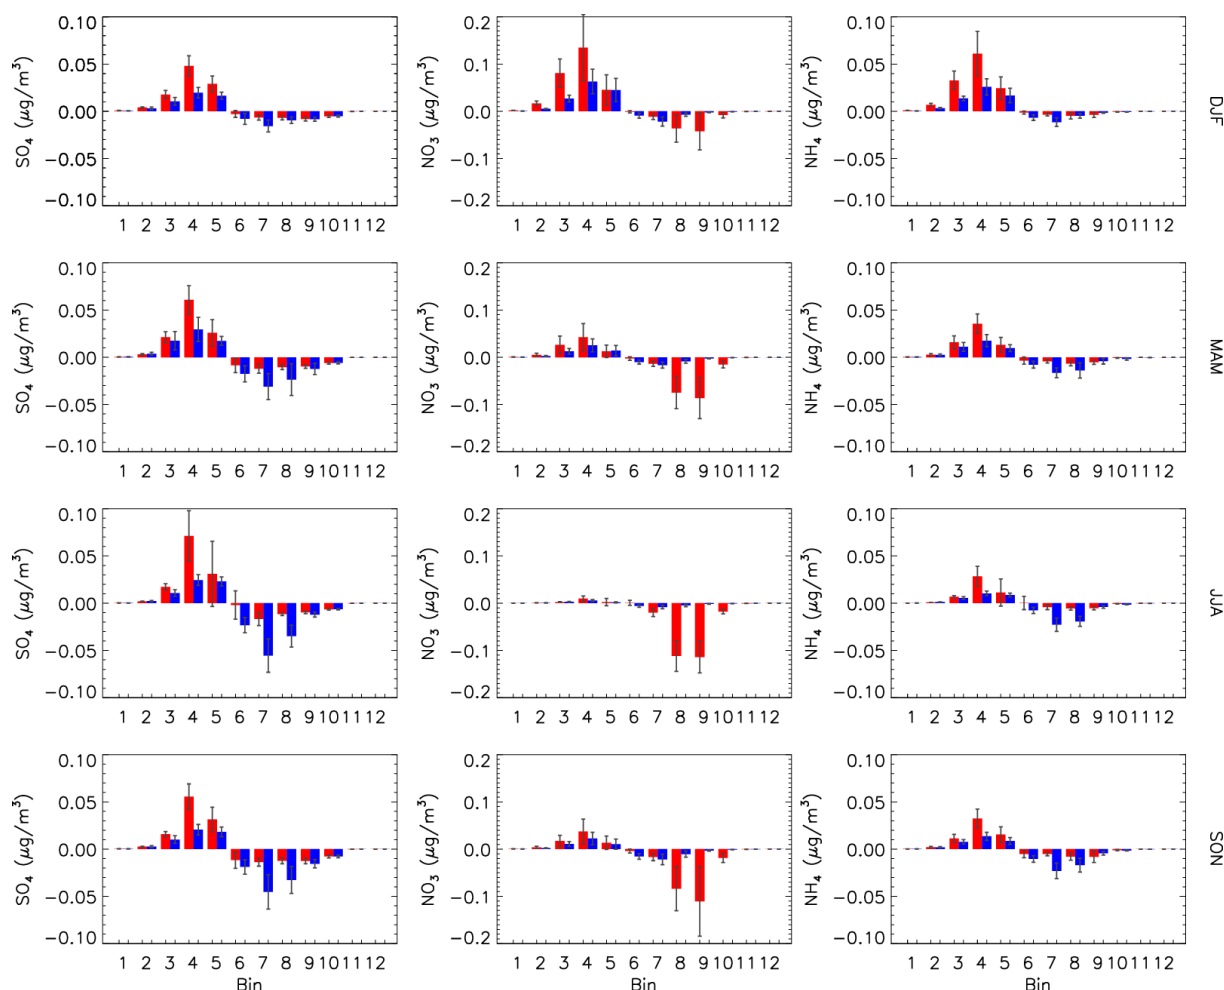 0.10 0.2 0.10
0.05 0.1 0.05
0.00 0.0 0.00
−0.05 −0.1 −0.05
−0.10 −0.2 −0.10
SO₄ (μg/m³) NO₃ (μg/m³) NH₄ (μg/m³) DJF
1 2 3 4 5 6 7 8 9 10 11 12 1 2 3 4 5 6 7 8 9 10 11 12 1 2 3 4 5 6 7 8 9 10 11 12
0.10 0.2 0.10
0.05 0.1 0.05
0.00 0.0 0.00
−0.05 −0.1 −0.05
−0.10 −0.2 −0.10
SO₄ (μg/m³) NO₃ (μg/m³) NH₄ (μg/m³) MAM
1 2 3 4 5 6 7 8 9 10 11 12 1 2 3 4 5 6 7 8 9 10 11 12 1 2 3 4 5 6 7 8 9 10 11 12
0.10 0.2 0.10
0.05 0.1 0.05
0.00 0.0 0.00
−0.05 −0.1 −0.05
−0.10 −0.2 −0.10
SO₄ (μg/m³) NO₃ (μg/m³) NH₄ (μg/m³) JJA
1 2 3 4 5 6 7 8 9 10 11 12 1 2 3 4 5 6 7 8 9 10 11 12 1 2 3 4 5 6 7 8 9 10 11 12
0.10 0.2 0.10
0.05 0.1 0.05
0.00 0.0 0.00
−0.05 −0.1 −0.05
−0.10 −0.2 −0.10
SO₄ (μg/m³) NO₃ (μg/m³) NH₄ (μg/m³) SON
1 2 3 4 5 6 7 8 9 10 11 12 1 2 3 4 5 6 7 8 9 10 11 12 1 2 3 4 5 6 7 8 9 10 11 12
Bin Bin Bin